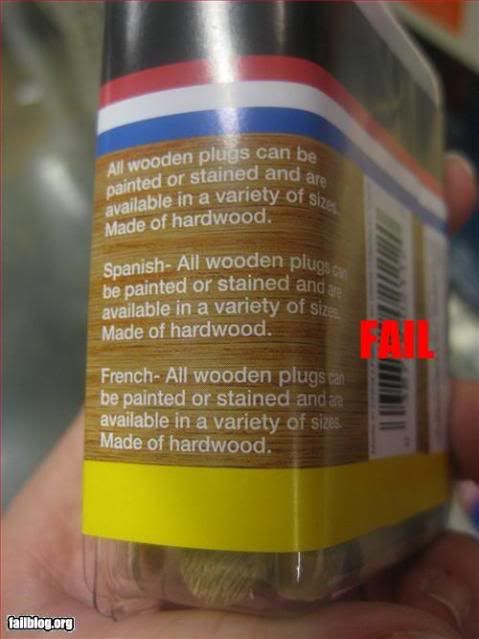 All wooden plugs can be
painted or stained and are
available in a variety of sizes.
Made of hardwood.
Spanish- All wooden plugs can
be painted or stained and are
available in a variety of sizes.
Made of hardwood.
French- All wooden plugs can
be painted or stained and are
available in a variety of sizes.
Made of hardwood.
FAIL
failblog.org